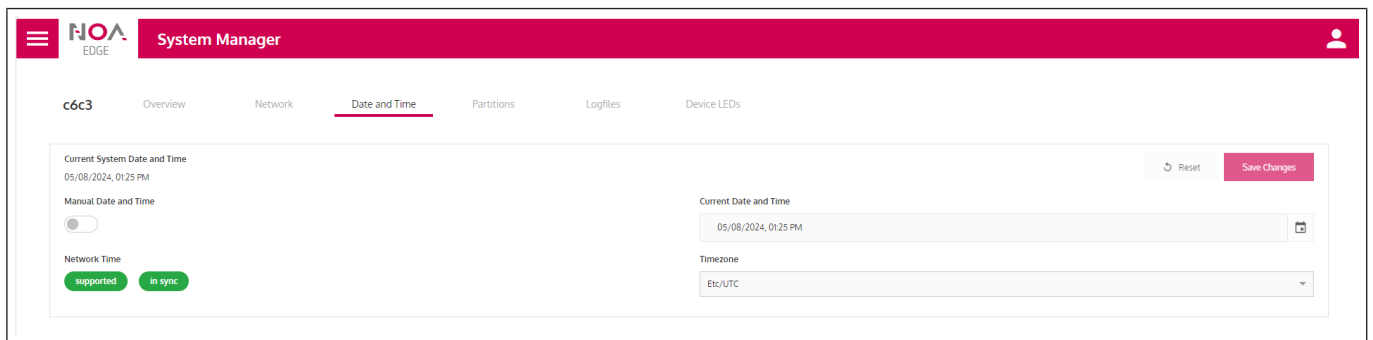 NOA
EDGE
System Manager
c6c3
Overview
Network
Date and Time
Partitions
Logfiles
Device LEDs
Current System Date and Time
05/08/2024, 01:25 PM
Reset
Save Changes
Manual Date and Time
Current Date and Time
05/08/2024, 01:25 PM
Network Time
Timezone
supported
in sync
Etc/UTC